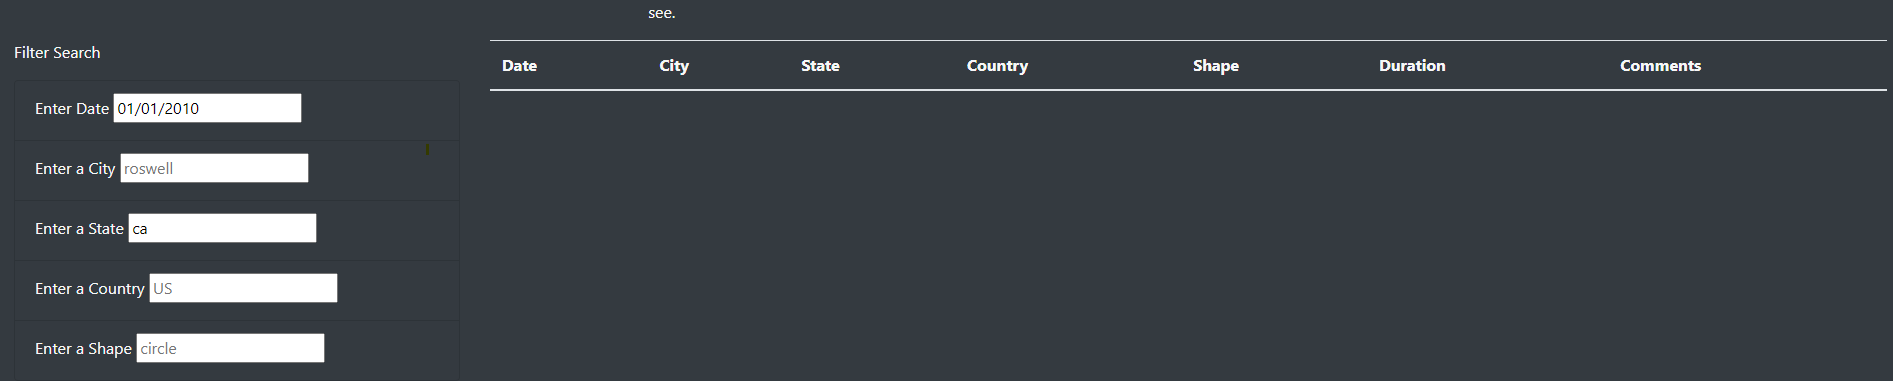 see.
Filter Search
Date City State Country Shape Duration Comments
Enter Date 01/01/2010
Enter a City roswell
Enter a State ca
Enter a Country US
Enter a Shape circle